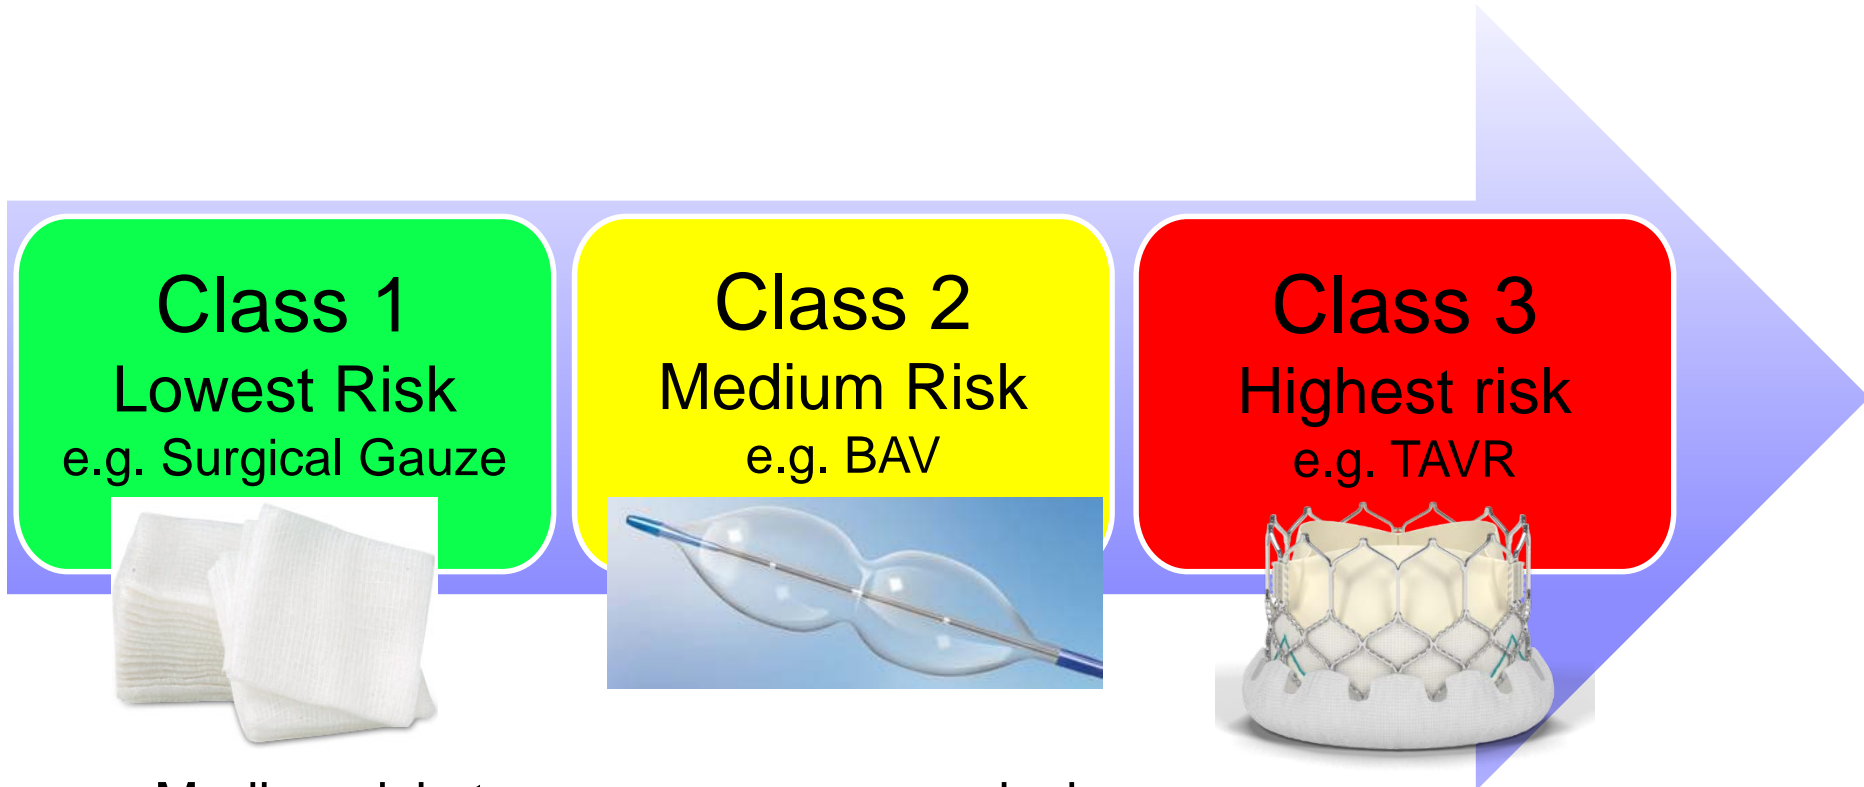 Class 1
Lowest Risk
e.g. Surgical Gauze
Class 2
Medium Risk
e.g. BAV
Class 3
Highest risk
e.g. TAVR